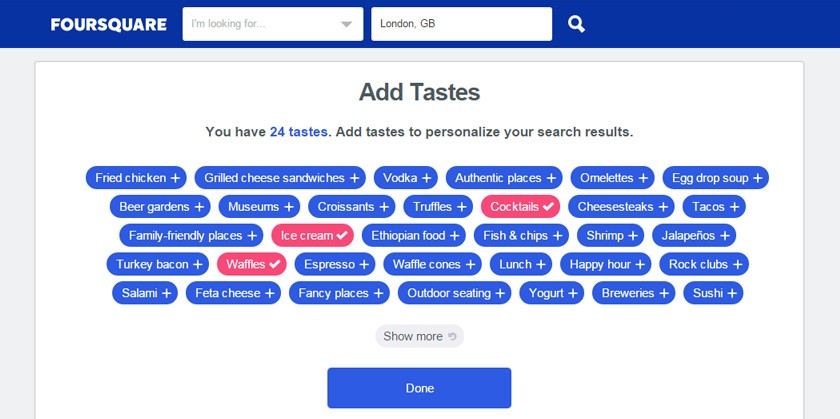 FOURSQUARE I'm looking for... London, GB
Add Tastes
You have 24 tastes. Add tastes to personalize your search results.
Fried chicken + Grilled cheese sandwiches + Vodka + Authentic places + Omelettes + Egg drop soup +
Beer gardens + Museums + Croissants + Truffles + Cocktails ✓ Cheesesteaks + Tacos +
Family-friendly places + Ice cream ✓ Ethiopian food + Fish & chips + Shrimp + Jalapeños +
Turkey bacon + Waffles ✓ Espresso + Waffle cones + Lunch + Happy hour + Rock clubs +
Salami + Feta cheese + Fancy places + Outdoor seating + Yogurt + Breweries + Sushi +
Show more
Done